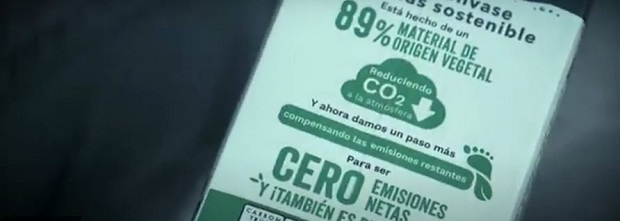 envase
más sostenible
Está hecho de un
89% MATERIAL DE
ORIGEN VEGETAL
Reduciendo
CO2
a la atmósfera
Y ahora damos un paso más
compensando las emisiones restantes
Para ser
CERO EMISIONES
NETAS
Y ¡TAMBIÉN ES
CARBON